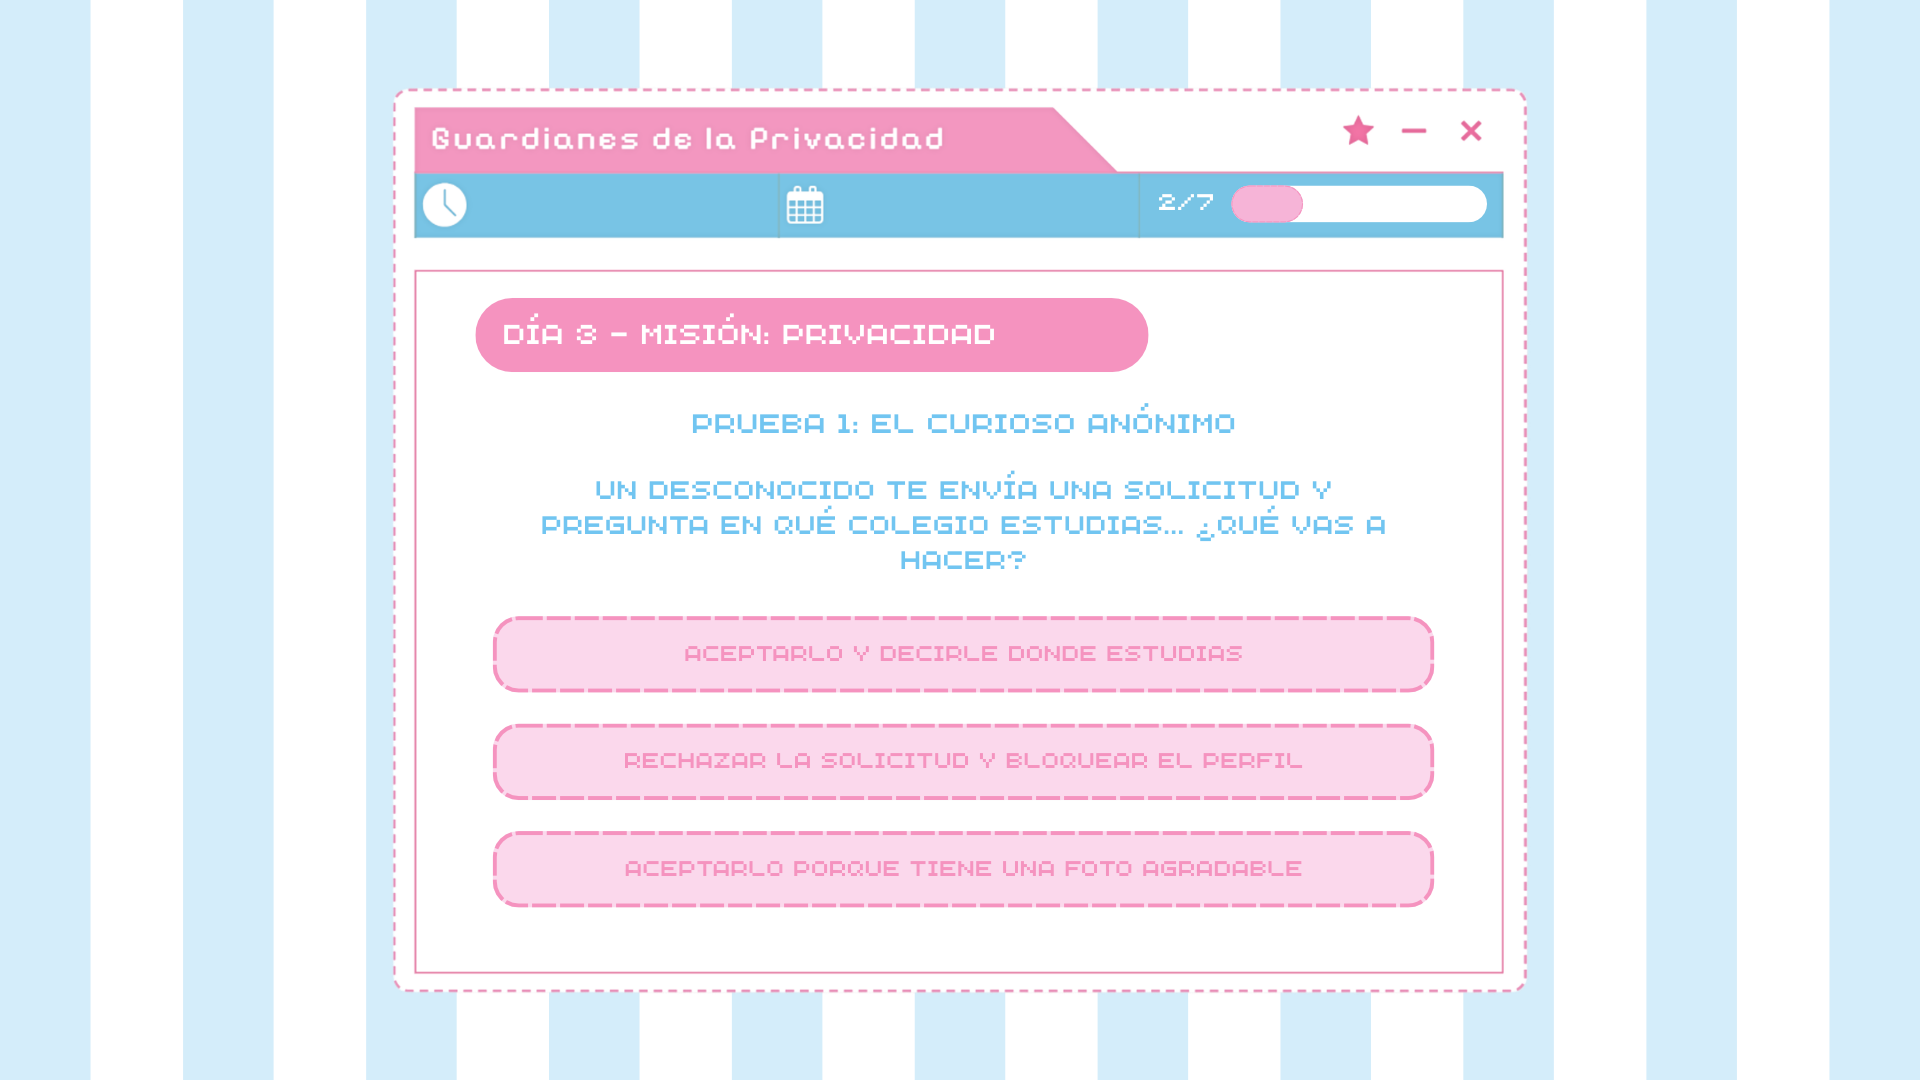 Guardianes de la Privacidad
2/7
DÍA 3 - MISIÓN: PRIVACIDAD
PRUEBA 1: EL CURIOSO ANÓNIMO
UN DESCONOCIDO TE ENVÍA UNA SOLICITUD Y
PREGUNTA EN QUÉ COLEGIO ESTUDIAS... ¿QUÉ VAS A
HACER?
ACEPTARLO Y DECIRLE DONDE ESTUDIAS
RECHAZAR LA SOLICITUD Y BLOQUEAR EL PERFIL
ACEPTARLO PORQUE TIENE UNA FOTO AGRADABLE